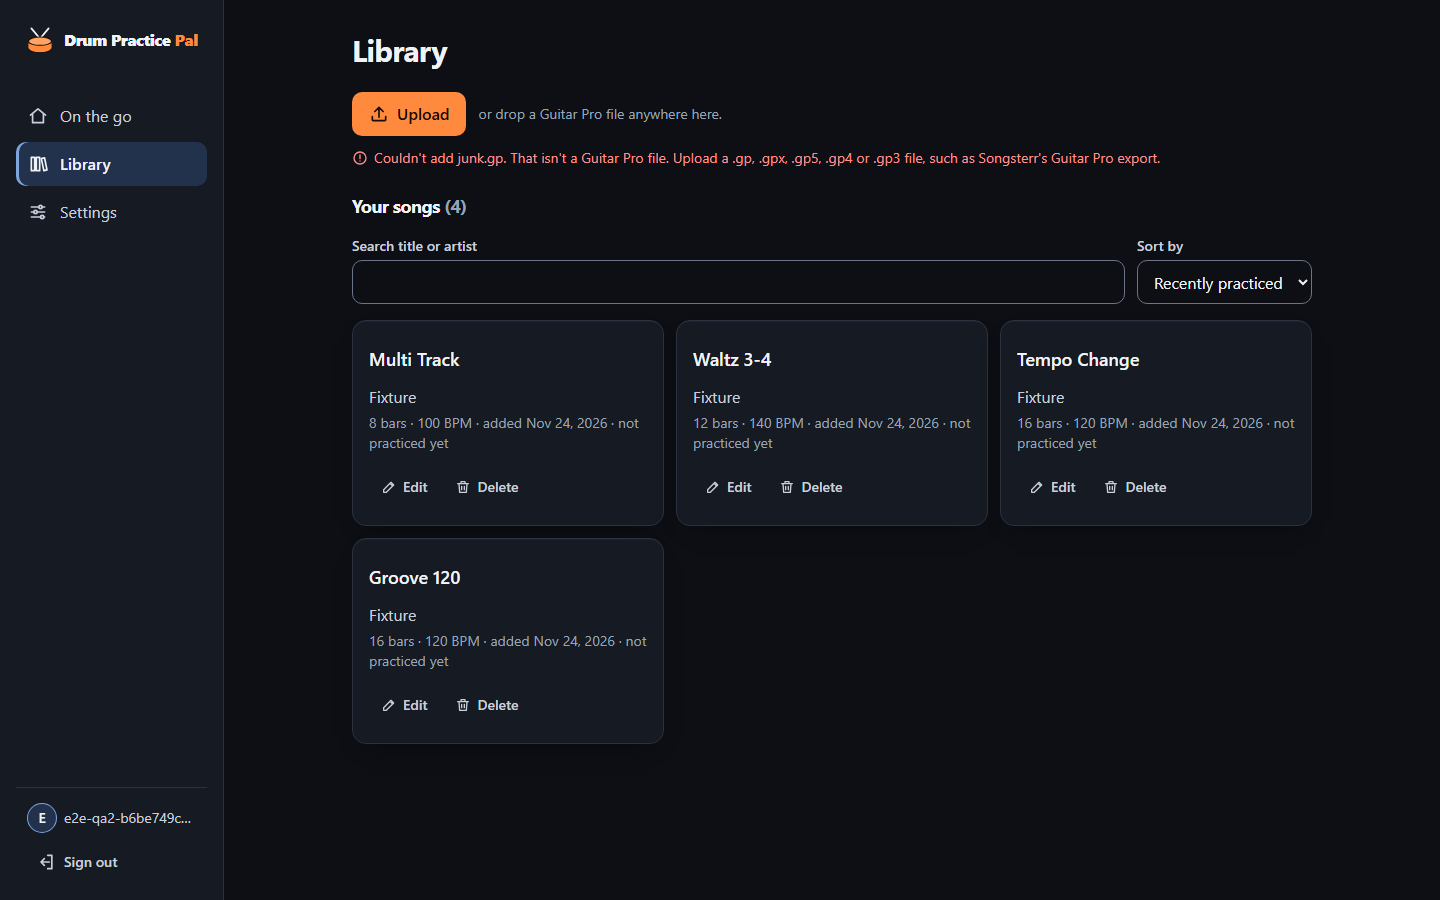 Drum Practice Pal
On the go
Library
Settings
e2e-qa2-b6be749c...
Sign out
Library
Upload
or drop a Guitar Pro file anywhere here.
Couldn't add junk.gp. That isn't a Guitar Pro file. Upload a .gp, .gpx, .gp5, .gp4 or .gp3 file, such as Songsterr's Guitar Pro export.
Your songs (4)
Search title or artist
Sort by
Recently practiced
Multi Track
Fixture
8 bars · 100 BPM · added Nov 24, 2026 · not
practiced yet
Edit Delete
Waltz 3-4
Fixture
12 bars · 140 BPM · added Nov 24, 2026 · not
practiced yet
Edit Delete
Tempo Change
Fixture
16 bars · 120 BPM · added Nov 24, 2026 · not
practiced yet
Edit Delete
Groove 120
Fixture
16 bars · 120 BPM · added Nov 24, 2026 · not
practiced yet
Edit Delete
E